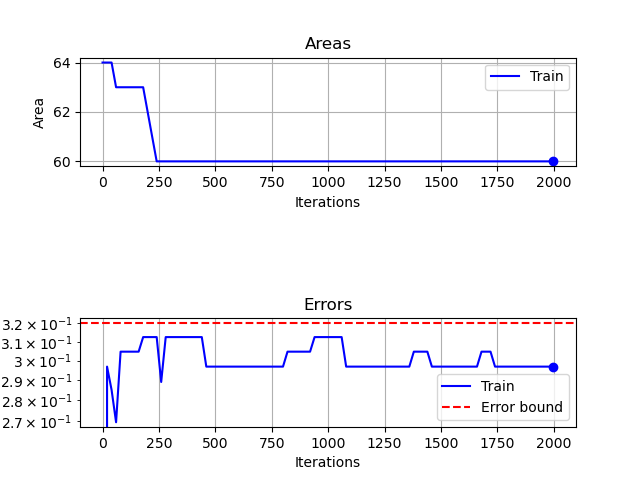 Areas
64
62
60
Area
Train
0 250 500 750 1000 1250 1500 1750 2000
Iterations
Errors
3.2 × 10⁻¹
3.1 × 10⁻¹
3 × 10⁻¹
2.9 × 10⁻¹
2.8 × 10⁻¹
2.7 × 10⁻¹
Train
Error bound
0 250 500 750 1000 1250 1500 1750 2000
Iterations